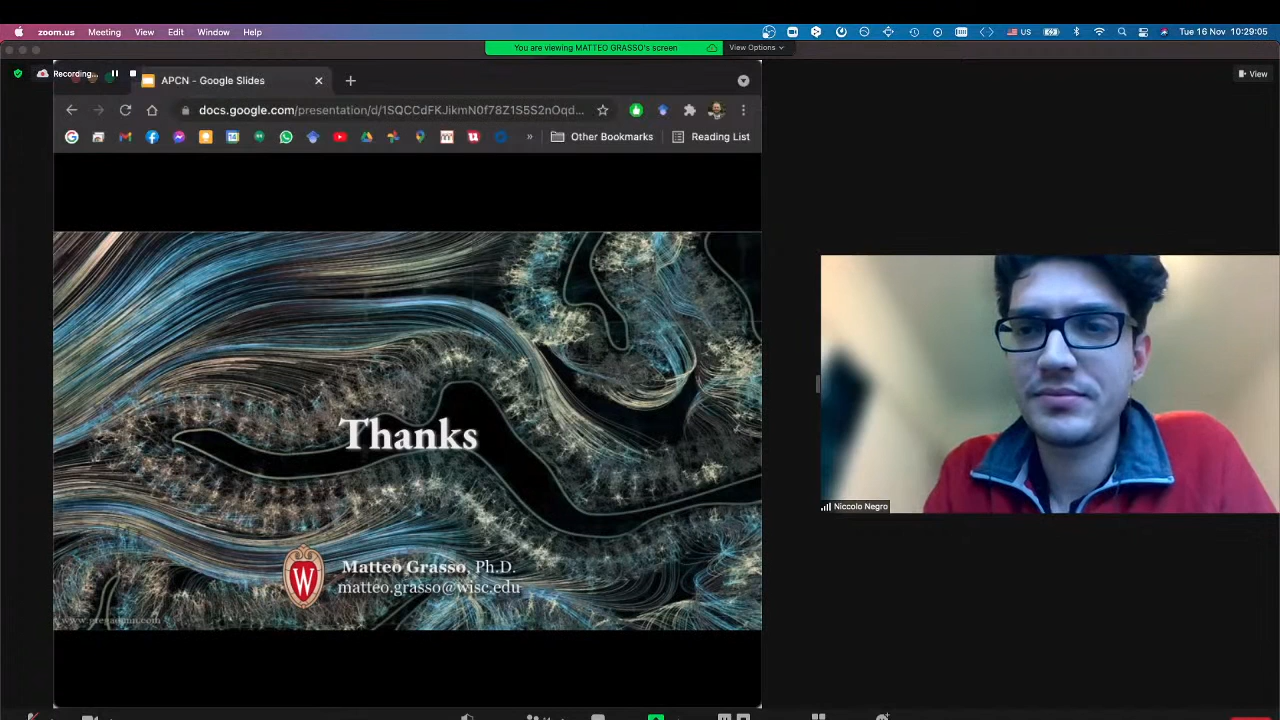 zoom.us Meeting View Edit Window Help
US Tue 16 Nov 10:29:05
You are viewing MATTEO GRASSO's screen View Options
Recording...
View
APCN - Google Slides
docs.google.com/presentation/d/1SQCCdFKJikmN0f78Z1S5S2nOqd...
Other Bookmarks Reading List
Thanks
Niccolo Negro
W
Matteo Grasso, Ph.D.
matteo.grasso@wisc.edu